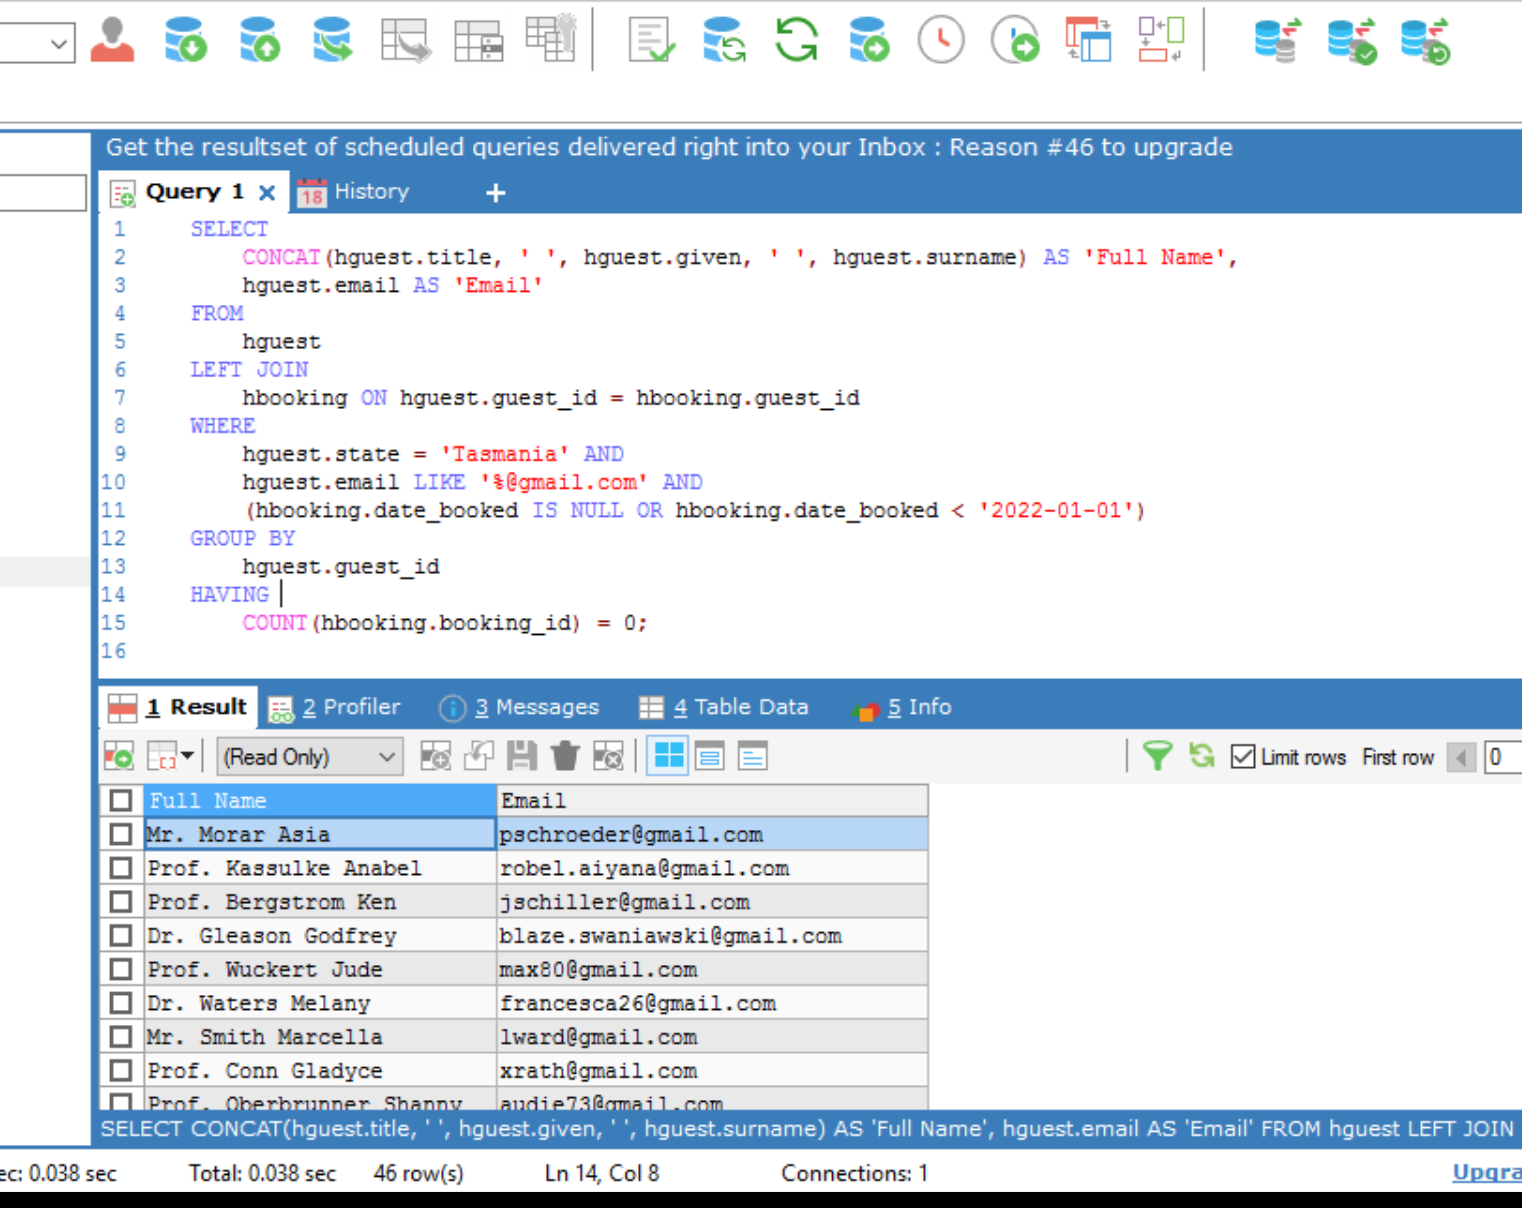 Get the resultset of scheduled queries delivered right into your Inbox : Reason #46 to upgrade
Query 1 18 History +
1 SELECT
2 CONCAT(hguest.title, ' ', hguest.given, ' ', hguest.surname) AS 'Full Name',
3 hguest.email AS 'Email'
4 FROM
5 hguest
6 LEFT JOIN
7 hbooking ON hguest.guest_id = hbooking.guest_id
8 WHERE
9 hguest.state = 'Tasmania' AND
10 hguest.email LIKE '%@gmail.com' AND
11 (hbooking.date_booked IS NULL OR hbooking.date_booked < '2022-01-01')
12 GROUP BY
13 hguest.guest_id
14 HAVING
15 COUNT(hbooking.booking_id) = 0;
16
1 Result 2 Profiler 3 Messages 4 Table Data 5 Info
(Read Only) Limit rows First row 0
Full Name Email
Mr. Morar Asia pschroeder@gmail.com
Prof. Kassulke Anabel robel.aiyana@gmail.com
Prof. Bergstrom Ken jschiller@gmail.com
Dr. Gleason Godfrey blaze.swaniawski@gmail.com
Prof. Wuckert Jude max80@gmail.com
Dr. Waters Melany francesca26@gmail.com
Mr. Smith Marcella lward@gmail.com
Prof. Conn Gladyce xrath@gmail.com
Prof. Oberbrunner Shanny audie73@gmail.com
SELECT CONCAT(hguest.title, ' ', hguest.given, ' ', hguest.surname) AS 'Full Name', hguest.email AS 'Email' FROM hguest LEFT JOIN
ec: 0.038 sec Total: 0.038 sec 46 row(s) Ln 14, Col 8 Connections: 1 Upgra